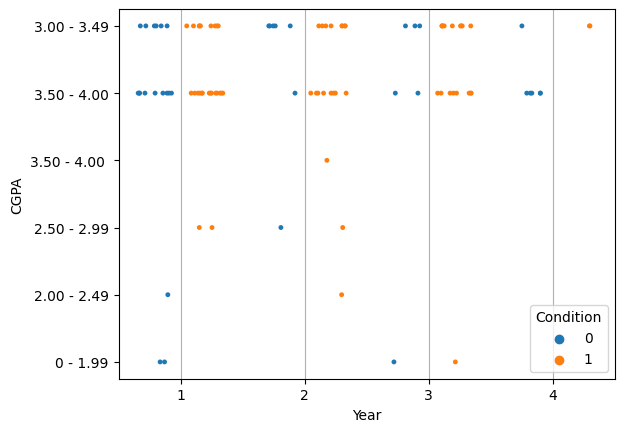 3.00 - 3.49
3.50 - 4.00
3.50 - 4.00
2.50 - 2.99
2.00 - 2.49
0 - 1.99
CGPA
1 2 3 4
Year
Condition
0
1